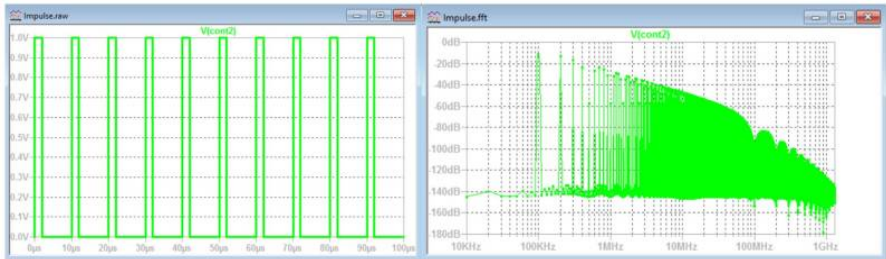 Impulse.raw
V(cont2)
1.0V
0.9V
0.8V
0.7V
0.6V
0.5V
0.4V
0.3V
0.2V
0.1V
0.0V
0µs 10µs 20µs 30µs 40µs 50µs 60µs 70µs 80µs 90µs 100µs
Impulse.fft
V(cont2)
0dB
-20dB
-40dB
-60dB
-80dB
-100dB
-120dB
-140dB
-160dB
-180dB
10KHz 100KHz 1MHz 10MHz 100MHz 1GHz